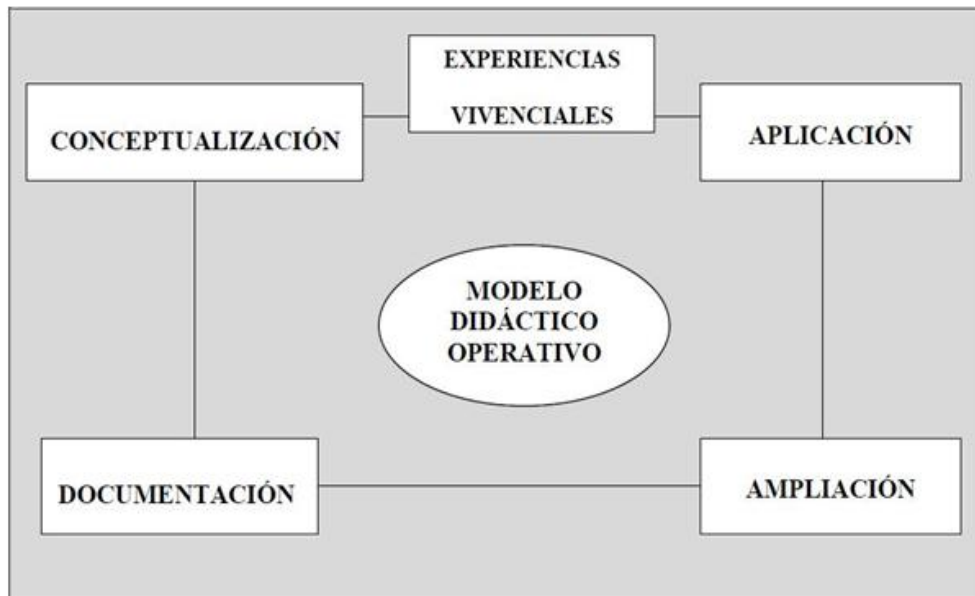 EXPERIENCIAS
VIVENCIALES
CONCEPTUALIZACIÓN
APLICACIÓN
MODELO
DIDÁCTICO
OPERATIVO
DOCUMENTACIÓN
AMPLIACIÓN